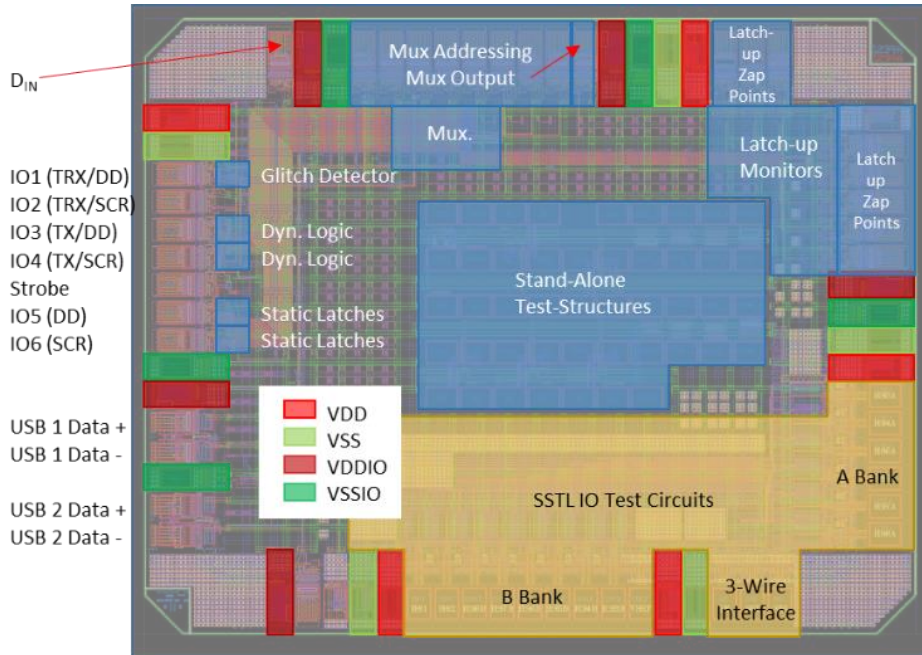 Latch-
up
Zap
Points
Mux Addressing
Mux Output
D_IN
Mux.
Latch-up
Monitors
Latch
up
Zap
Points
IO1 (TRX/DD)
Glitch Detector
IO2 (TRX/SCR)
IO3 (TX/DD)
Dyn. Logic
IO4 (TX/SCR)
Dyn. Logic
Strobe
Stand-Alone
Test-Structures
IO5 (DD)
Static Latches
IO6 (SCR)
Static Latches
VDD
VSS
VDDIO
VSSIO
USB 1 Data +
USB 1 Data -
A Bank
SSTL IO Test Circuits
USB 2 Data +
USB 2 Data -
B Bank
3-Wire
Interface